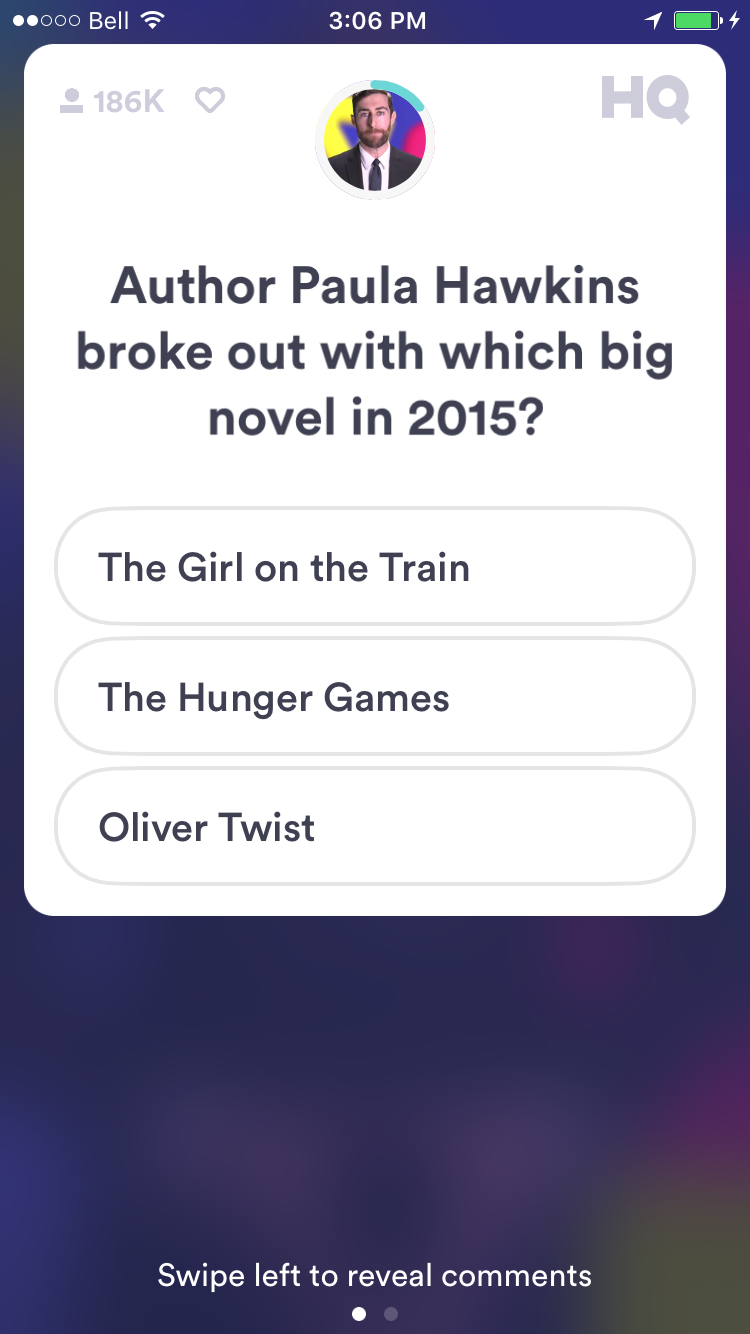 Bell 3:06 PM
186K HQ
Author Paula Hawkins
broke out with which big
novel in 2015?
The Girl on the Train
The Hunger Games
Oliver Twist
Swipe left to reveal comments